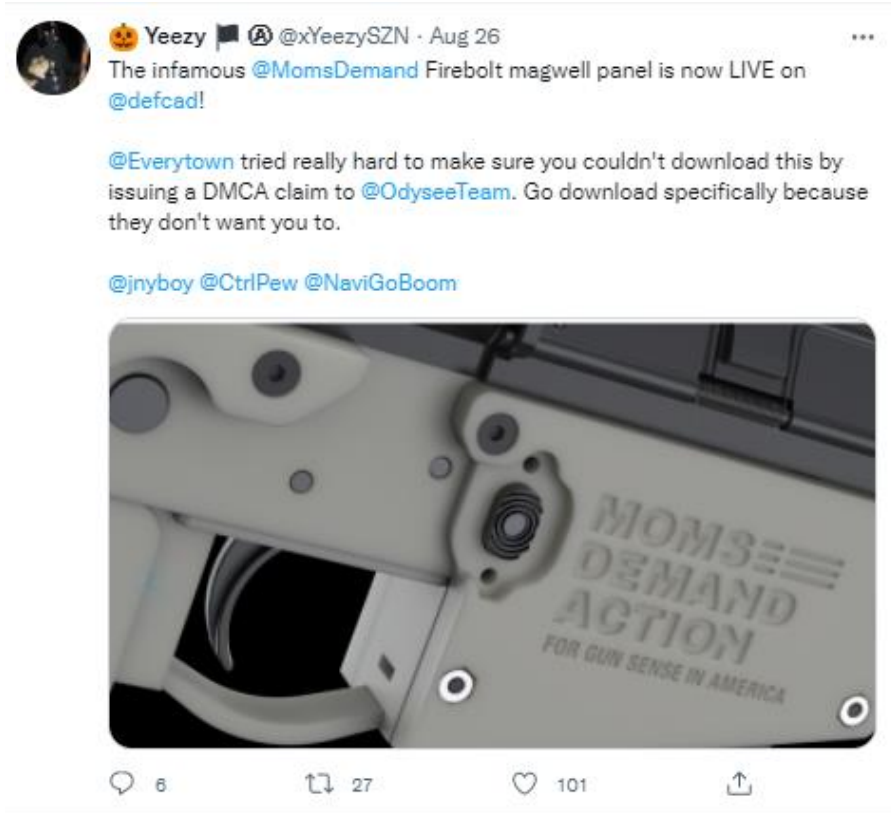 🎃 Yeezy 🏴 Ⓐ @xYeezySZN · Aug 26
The infamous @MomsDemand Firebolt magwell panel is now LIVE on
@defcad!
@Everytown tried really hard to make sure you couldn't download this by
issuing a DMCA claim to @OdyseeTeam. Go download specifically because
they don't want you to.
@jnyboy @CtrlPew @NaviGoBoom
MOMS
DEMAND
ACTION
FOR GUN SENSE IN AMERICA
6 27 101